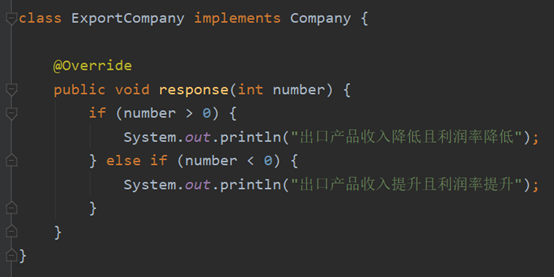 class ExportCompany implements Company {
@Override
public void response(int number) {
if (number > 0) {
System.out.println("出口产品收入降低且利润率降低");
} else if (number < 0) {
System.out.println("出口产品收入提升且利润率提升");
}
}
}